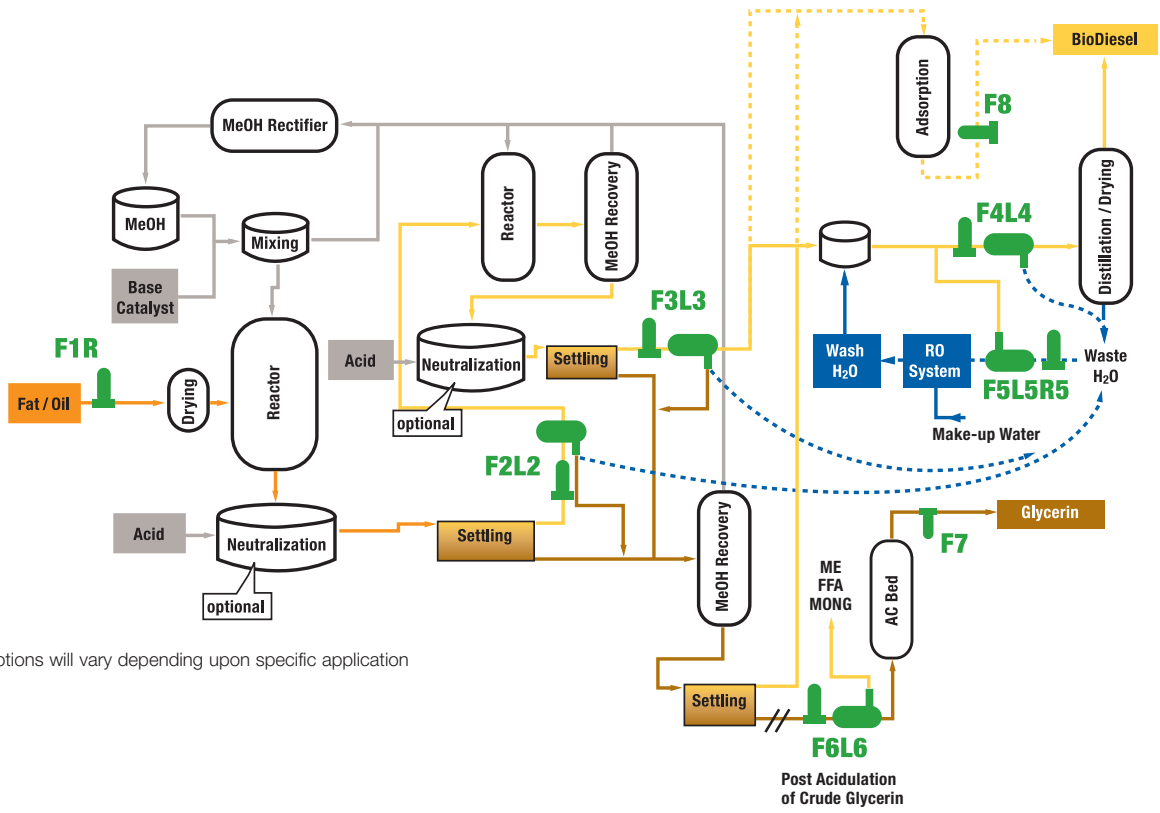 BioDiesel
Adsorption
F8
MeOH Rectifier
Reactor
MeOH Recovery
Distillation / Drying
MeOH
Mixing
F4L4
Base
Catalyst
F3L3
F1R
Acid
Neutralization
Settling
optional
Wash
H2O
RO
System
F5L5R5
Waste
H2O
Fat / Oil
Drying
Reactor
Make-up Water
F2L2
Acid
Neutralization
optional
Settling
MeOH Recovery
Glycerin
F7
ME
FFA
MONG
AC Bed
ptions will vary depending upon specific application
Settling
F6L6
Post Acidulation
of Crude Glycerin